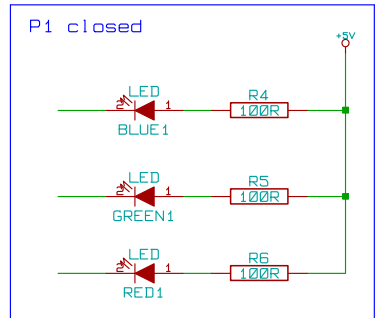 P1 closed
+5V
LED
R4
2
1
100R
BLUE1
LED
R5
2
1
100R
GREEN1
LED
R6
2
1
100R
RED1